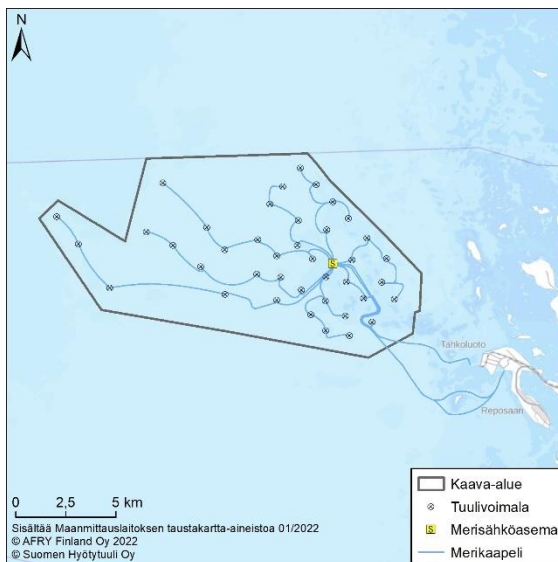 N
Tahkoluoto
Reposaari
0 2,5 5 km
Sisältää Maanmittauslaitoksen taustakartta-aineistoa 01/2022
© AFRY Finland Oy 2022
© Suomen Hyötytuuli Oy
Kaava-alue
Tuulivoimala
S Merisähköasema
Merikaapeli
S